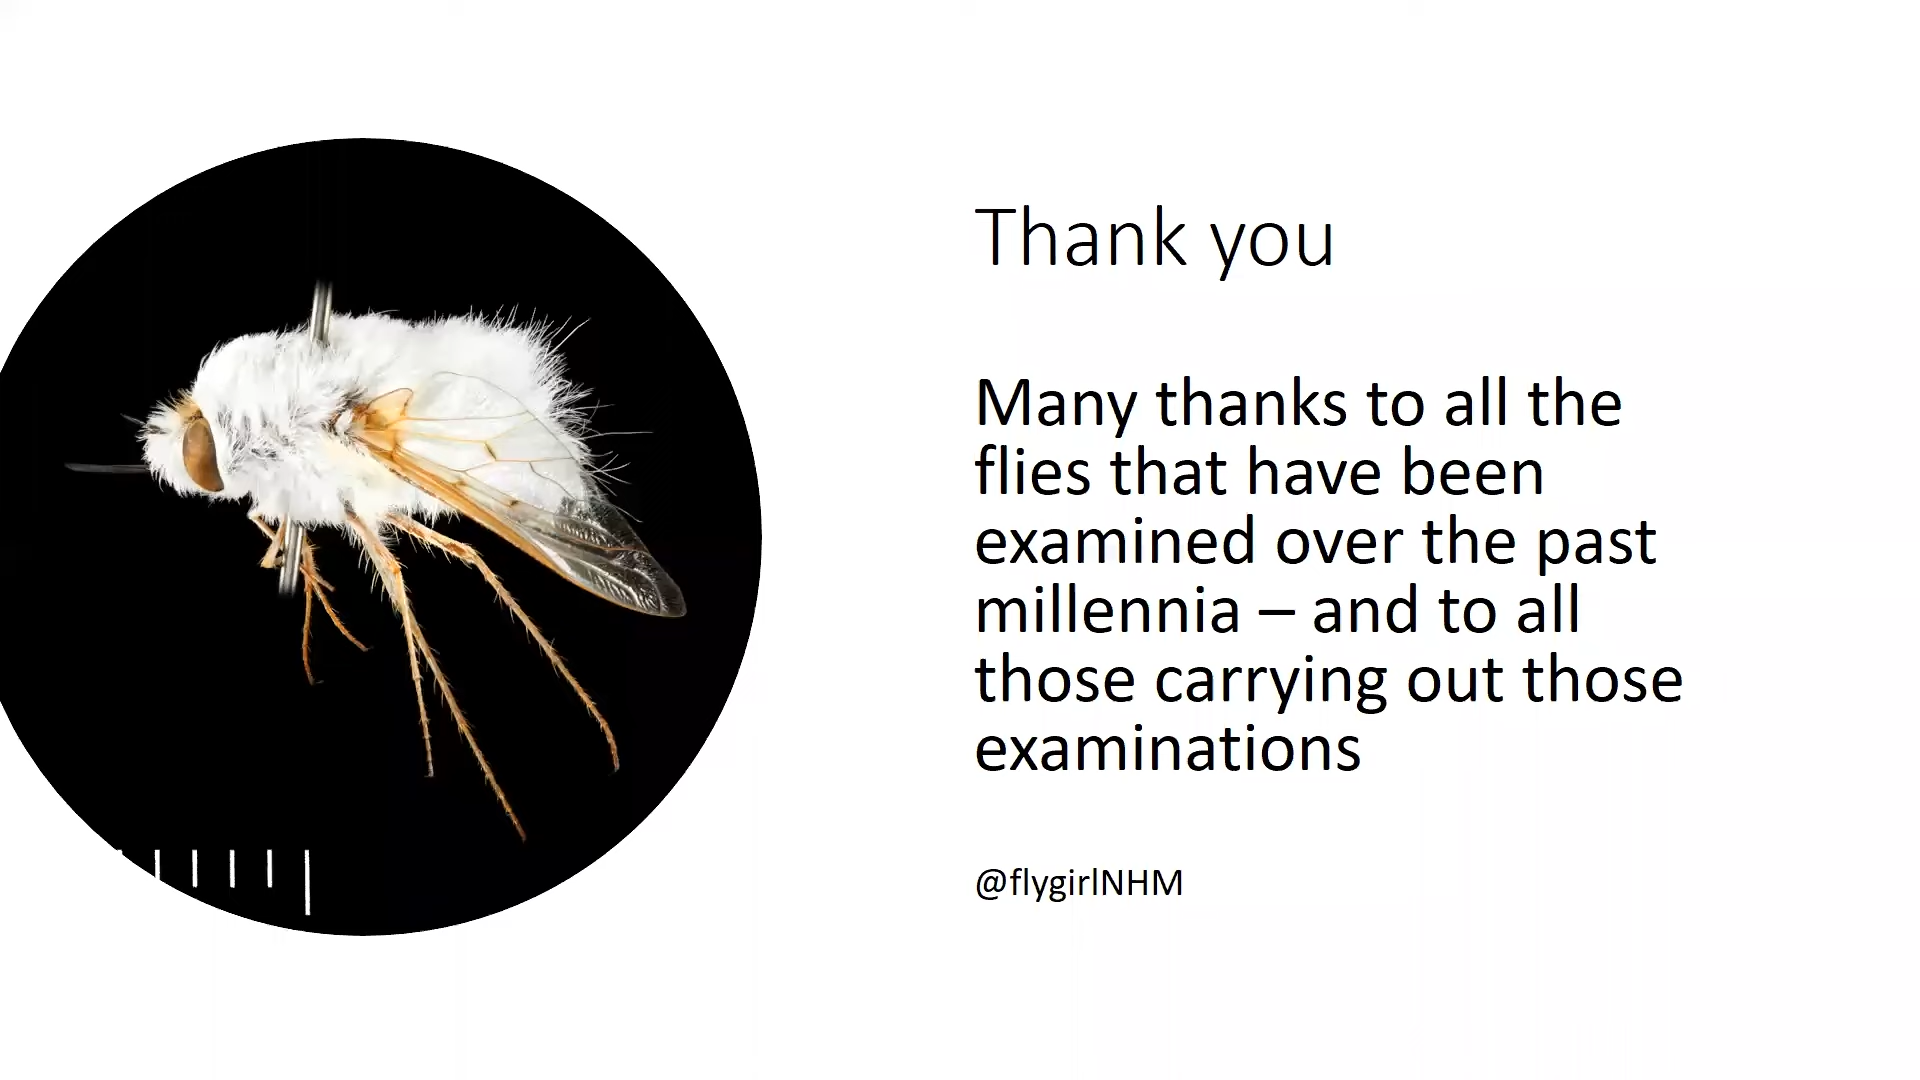 Thank you
Many thanks to all the
flies that have been
examined over the past
millennia – and to all
those carrying out those
examinations
@flygirlNHM